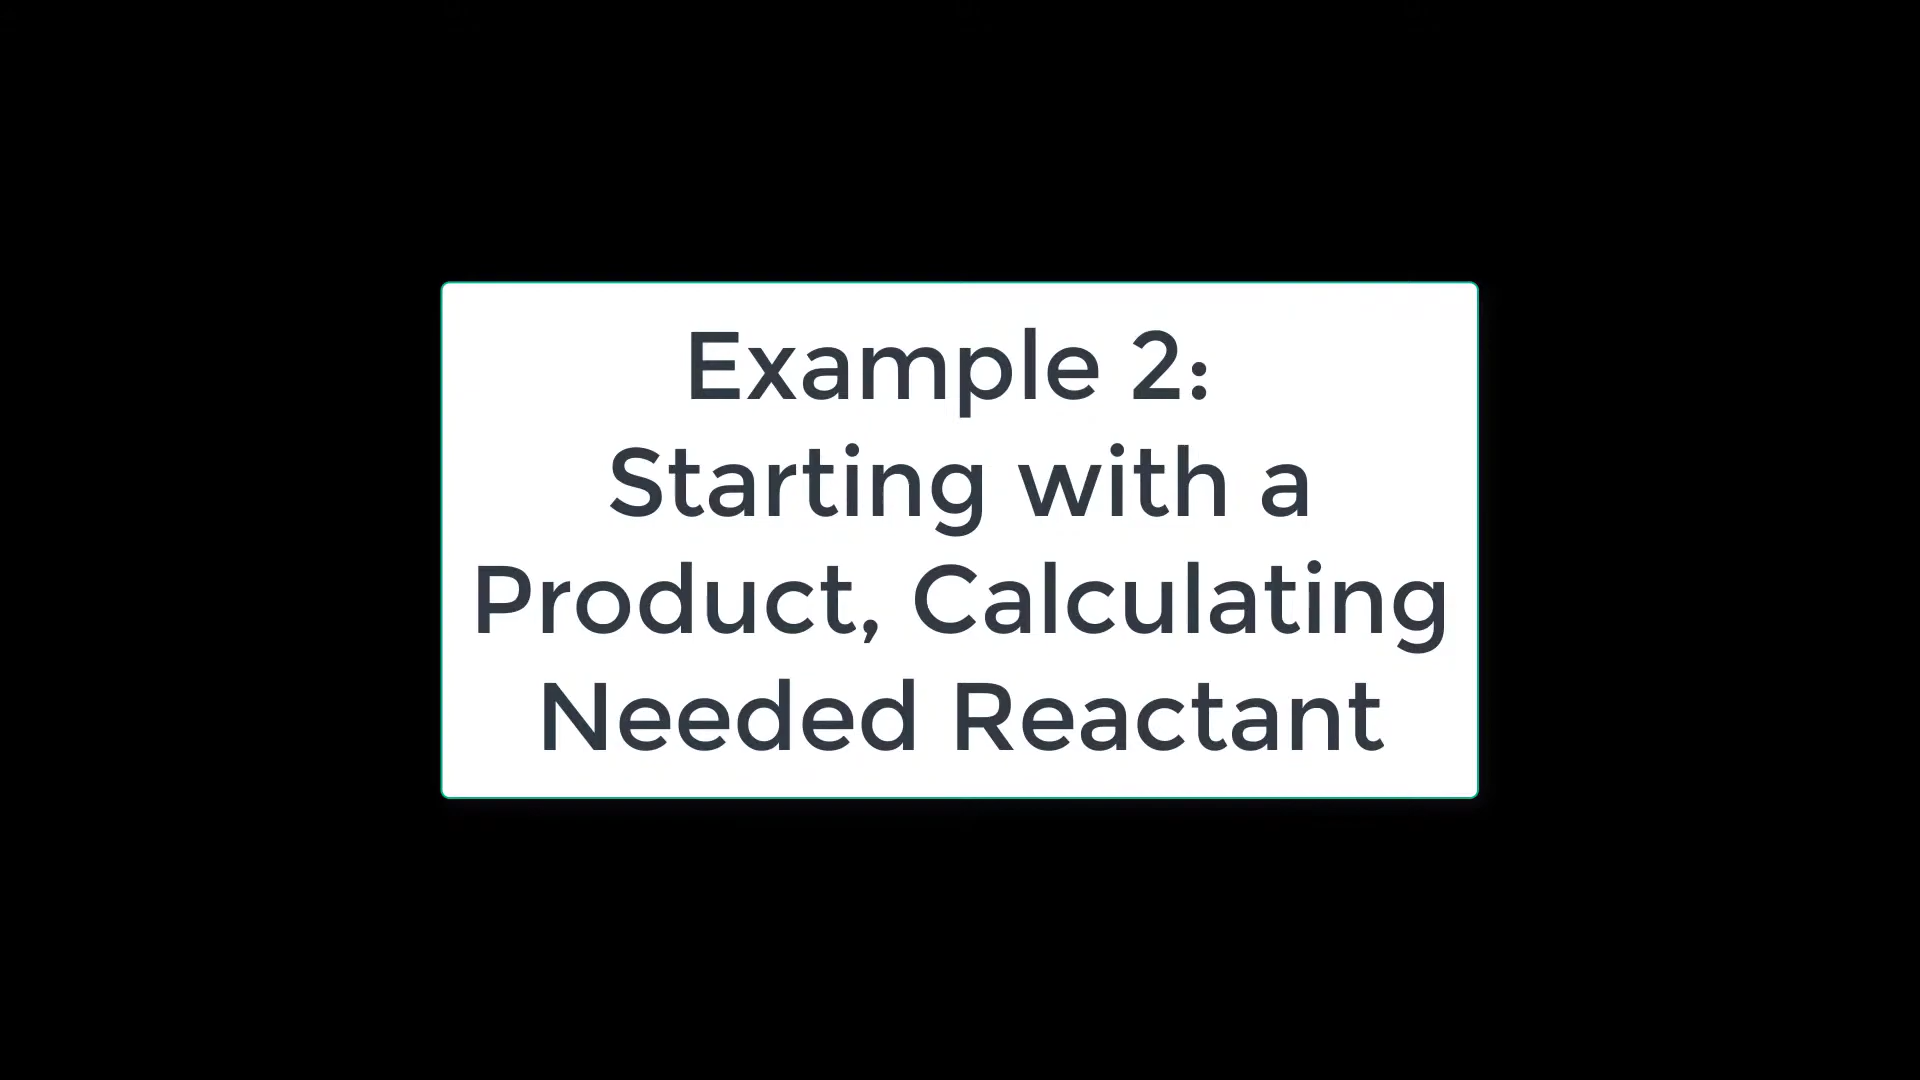 Example 2:
Starting with a
Product, Calculating
Needed Reactant